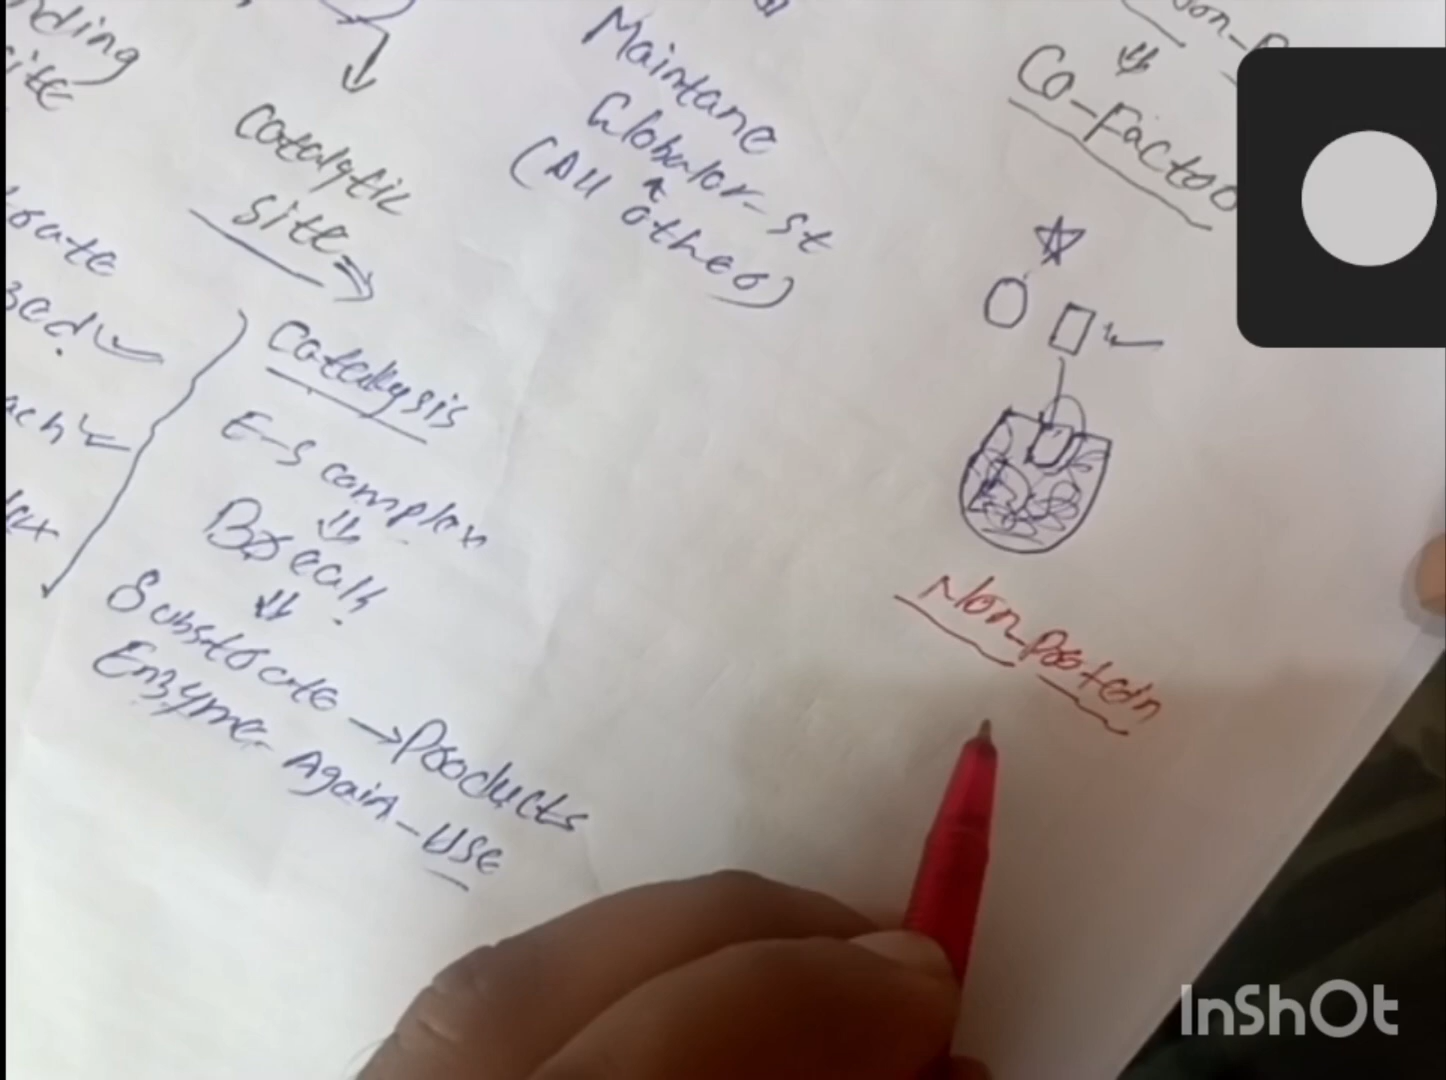 Catalytic
site
Catalysis
E-S complex
Break
Substrate → Products
Enzyme Again-Use
Maintane
Globular-st
(All other)
Co-Factor
Non-Protein
InShOt